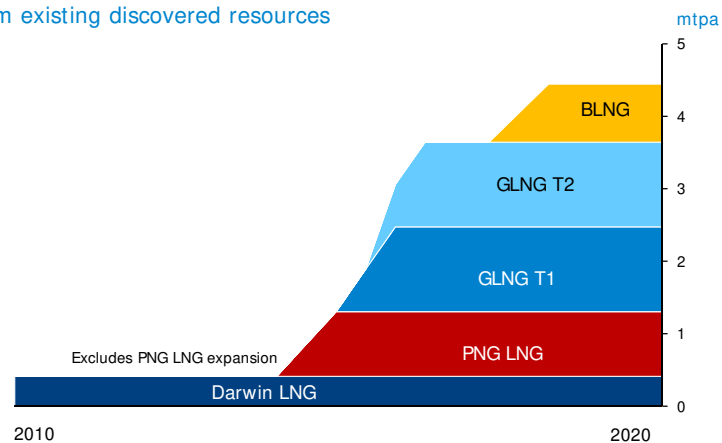 existing discovered resources
mtpa
5
BLNG
4
GLNG T2
3
2
GLNG T1
1
Excludes PNG LNG expansion
PNG LNG
Darwin LNG
0
2010
2020